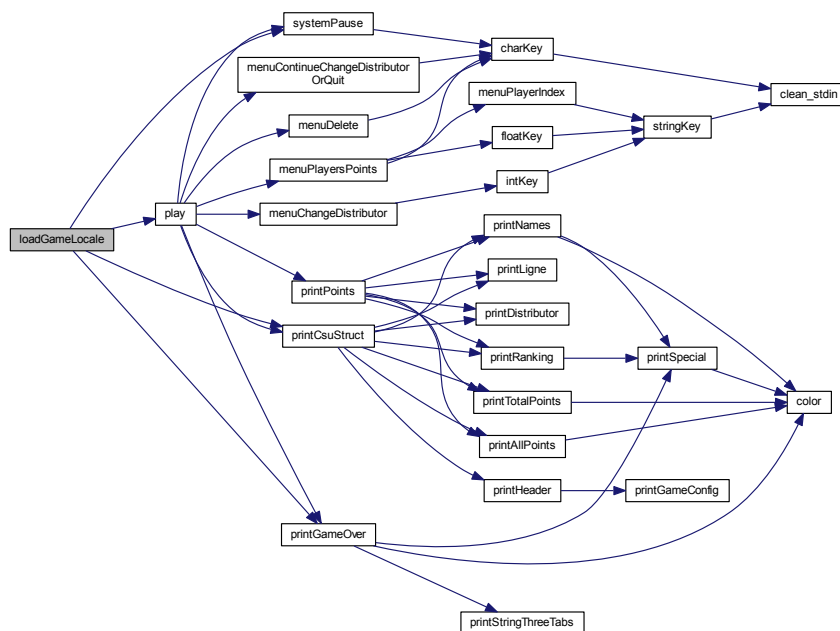 systemPause
charKey
menuContinueChangeDistributor
OrQuit
menuPlayerIndex
clean_stdin
menuDelete
stringKey
floatKey
menuPlayersPoints
intKey
play
menuChangeDistributor
printNames
loadGameLocale
printLigne
printPoints
printDistributor
printCsuStruct
printRanking
printSpecial
printTotalPoints
color
printAllPoints
printHeader
printGameConfig
printGameOver
printStringThreeTabs